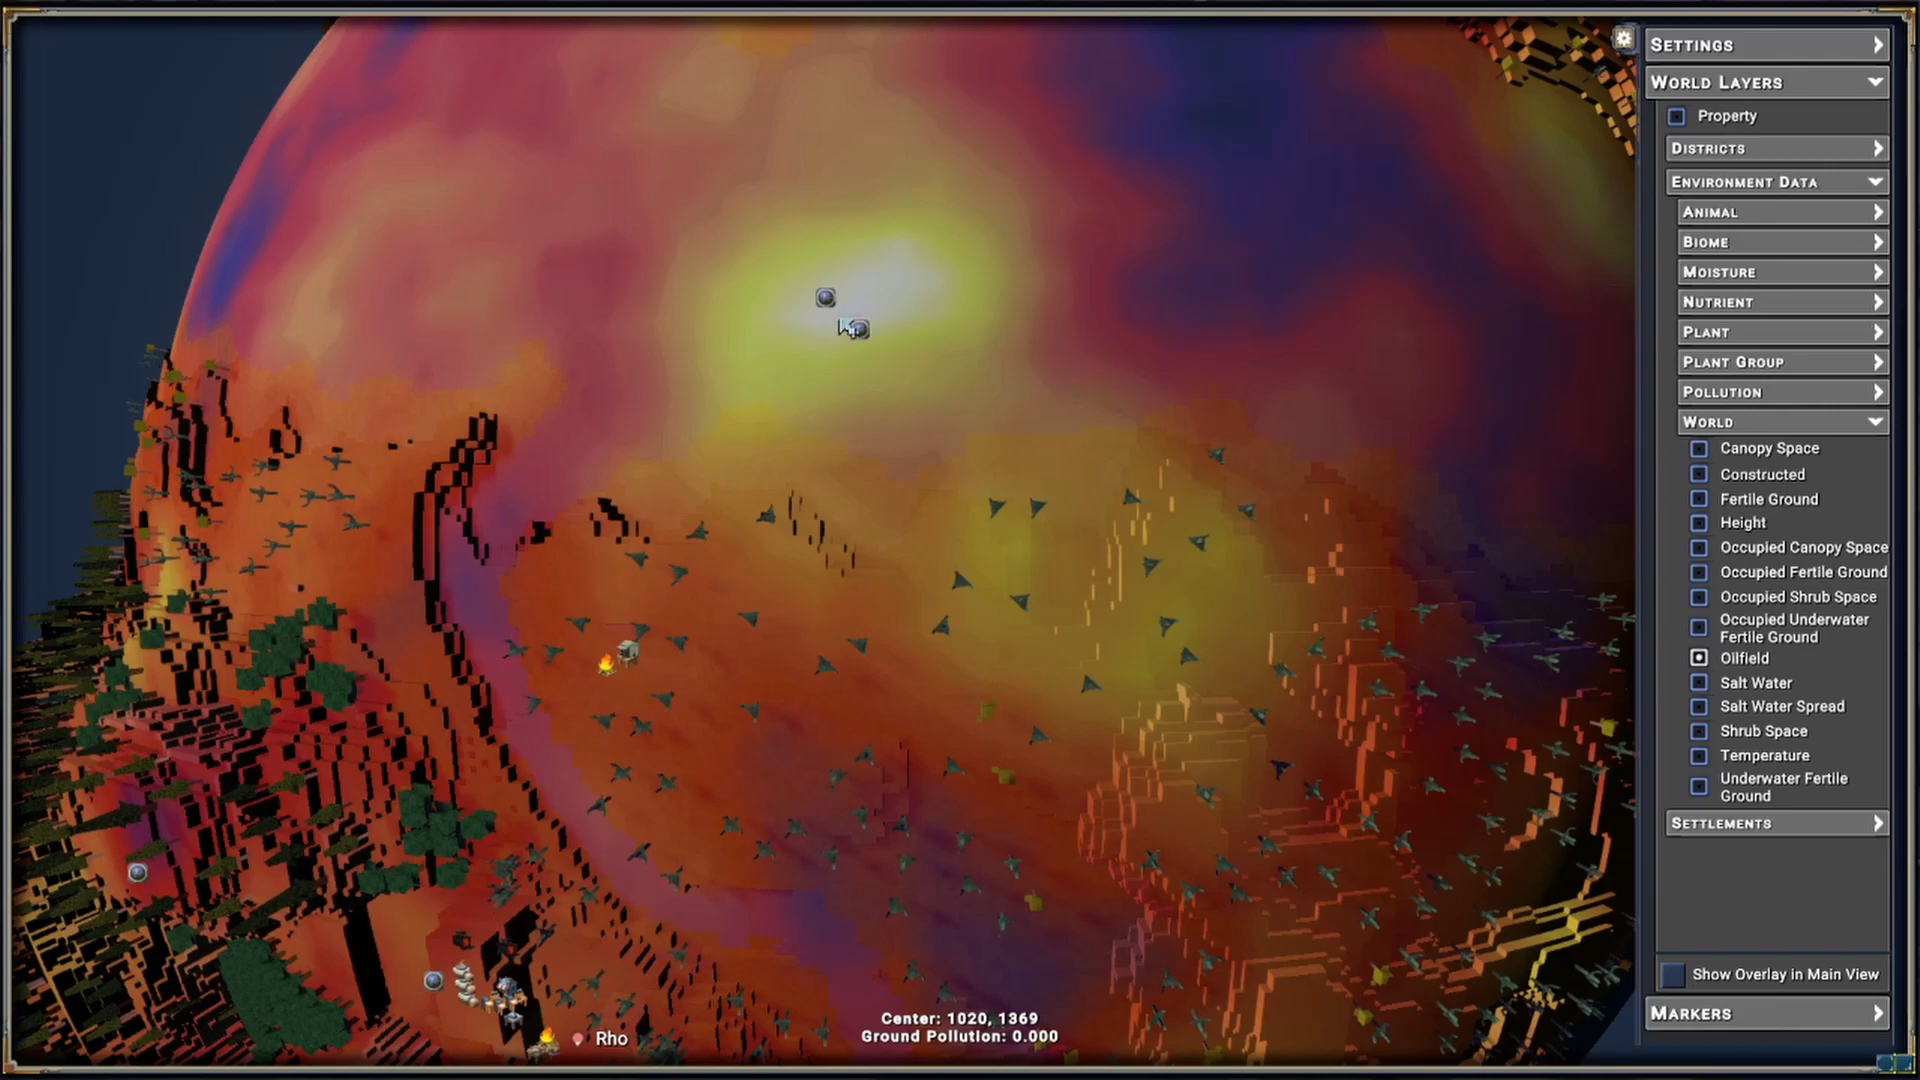 SETTINGS
WORLD LAYERS
Property
DISTRICTS
ENVIRONMENT DATA
ANIMAL
BIOME
MOISTURE
NUTRIENT
PLANT
PLANT GROUP
POLLUTION
WORLD
Canopy Space
Constructed
Fertile Ground
Height
Occupied Canopy Space
Occupied Fertile Ground
Occupied Shrub Space
Occupied Underwater
Fertile Ground
Oilfield
Salt Water
Salt Water Spread
Shrub Space
Temperature
Underwater Fertile
Ground
SETTLEMENTS
Show Overlay in Main View
MARKERS
Center: 1020, 1369
Ground Pollution: 0.000
Rho